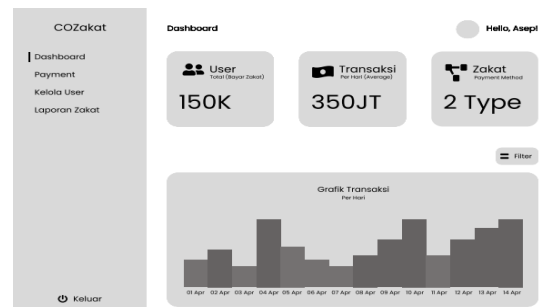 COZakat
Dashboard
Payment
Kelola User
Laporan Zakat
Keluar
Dashboard
Hello, Asep!
User
Total (Bayar Zakat)
150K
Transaksi
Per Hari (Average)
350JT
Zakat
Payment Method
2 Type
Filter
Grafik Transaksi
Per Hari
01 Apr 02 Apr 03 Apr 04 Apr 05 Apr 06 Apr 07 Apr 08 Apr 09 Apr 10 Apr 11 Apr 12 Apr 13 Apr 14 Apr